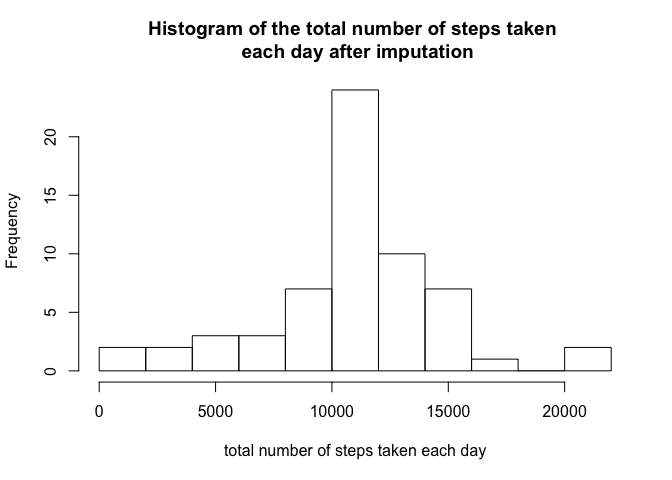 Histogram of the total number of steps taken
each day after imputation
Frequency
20
15
10
5
0
0 5000 10000 15000 20000
total number of steps taken each day